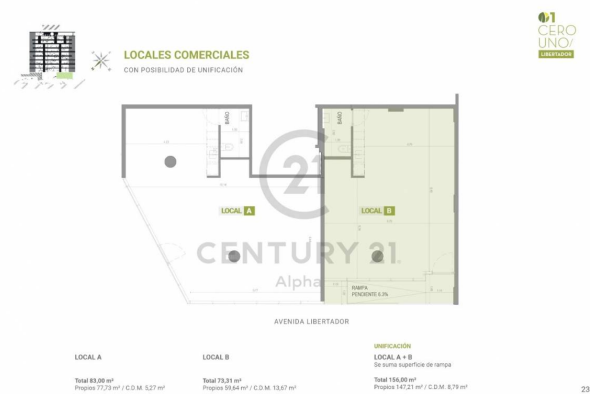 01
CERO
UNO/
LIBERTADOR
LOCALES COMERCIALES
CON POSIBILIDAD DE UNIFICACIÓN
BAÑO
BAÑO
21
LOCAL A
LOCAL B
CENTURY 21.
Alpha
RAMPA
PENDIENTE 8.3%
AVENIDA LIBERTADOR
LOCAL A
Total 83,00 m²
Propios 77,73 m² / C.D.M. 5,27 m²
LOCAL B
Total 73,31 m²
Propios 59,64 m² / C.D.M. 13,67 m²
UNIFICACIÓN
LOCAL A + B
Se suma superficie de rampa
Total 156,00 m²
Propios 147,21 m² / C.D.M. 8,79 m²
23